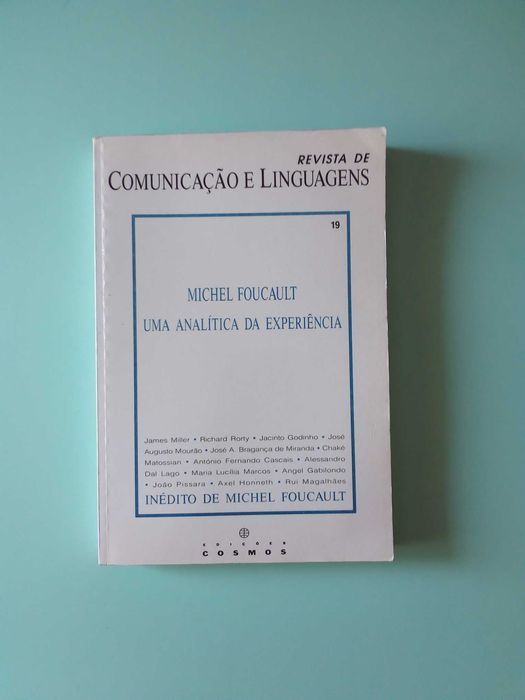 REVISTA DE
COMUNICAÇÃO E LINGUAGENS
19
MICHEL FOUCAULT
UMA ANALÍTICA DA EXPERIÊNCIA
James Miller • Richard Rorty • Jacinto Godinho • José
Augusto Mourão • José A. Bragança de Miranda • Chaké
Matossian • António Fernando Cascais • Alessandro
Dal Lago • Maria Lucília Marcos • Angel Gabilondo
• João Pissara • Axel Honneth • Rui Magalhães
INÉDITO DE MICHEL FOUCAULT
EDIÇÕES
COSMOS